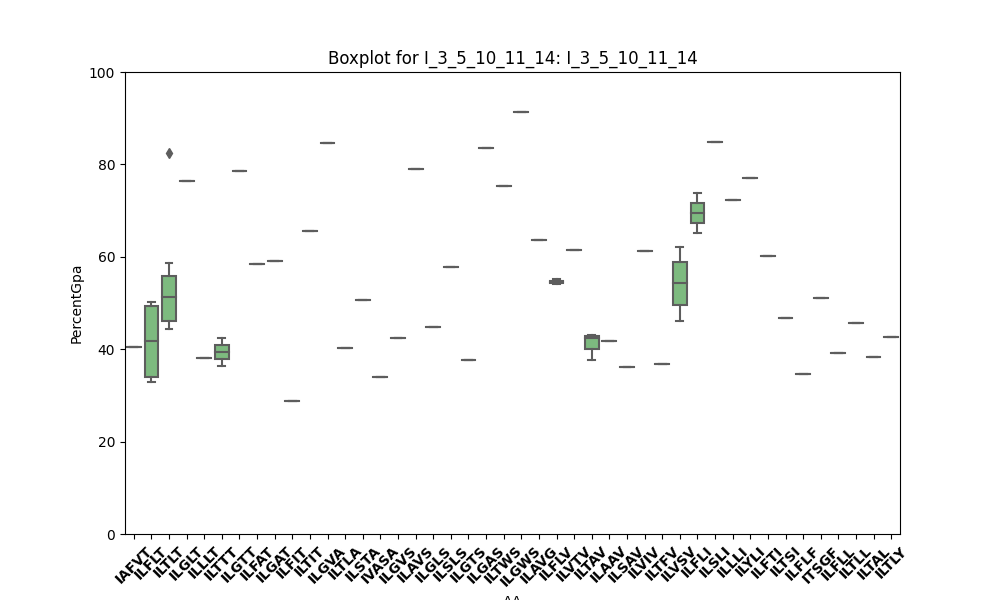 Boxplot for I_3_5_10_11_14: I_3_5_10_11_14
100
80
60
40
20
0
PercentGpa
IAFVT
ILFLT
ILTLT
ILGLT
ILLLT
ILTTT
ILGTT
ILFAT
ILGAT
ILFIT
ILTIT
ILGVA
ILTLA
ILSTA
IVASA
ILGVS
ILAVS
ILGLS
ILSLS
ILGTS
ILGAS
ILTWS
ILGWS
ILAVG
ILFLV
ILVTV
ILTAV
ILAAV
ILSAV
ILVIV
ILTFV
ILVSV
ILFLI
ILSLI
ILLLI
ILYLI
ILFTI
ILTSI
ILFLF
ITSGF
ILFLL
ILTLL
ILTAL
ILTLY